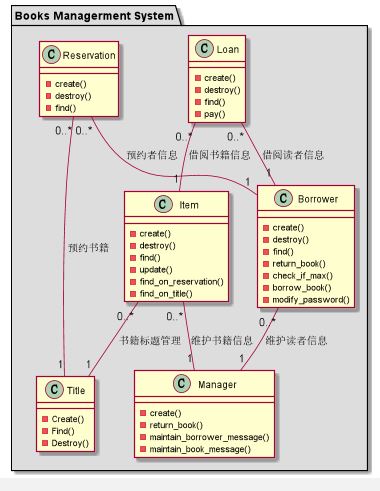 Books Managerment System
C Reservation
create()
destroy()
find()
C Loan
create()
destroy()
find()
pay()
0..* 0..*
0..* 0..*
预约者信息 借阅书籍信息 借阅读者信息
1 1 1
C Item
create()
destroy()
find()
update()
find_on_reservation()
find_on_title()
C Borrower
create()
destroy()
find()
return_book()
check_if_max()
borrow_book()
modify_password()
预约书籍
0..* 0..* 0..*
书籍标题管理 维护书籍信息 维护读者信息
1 1 1 1
C Title
Create()
Find()
Destroy()
C Manager
create()
return_book()
maintain_borrower_message()
maintain_book_message()